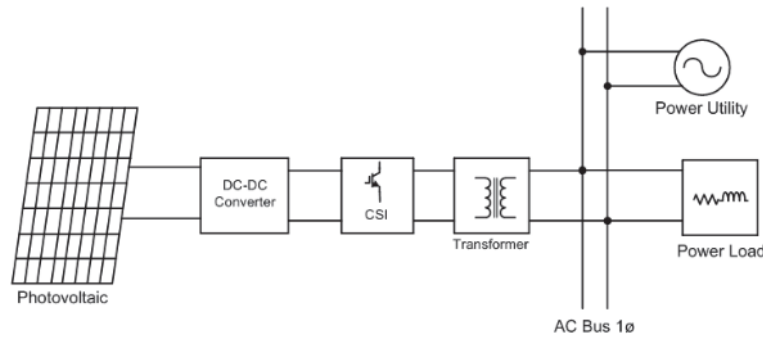 Power Utility
DC-DC
Converter
CSI
Transformer
Power Load
Photovoltaic
AC Bus 1ø